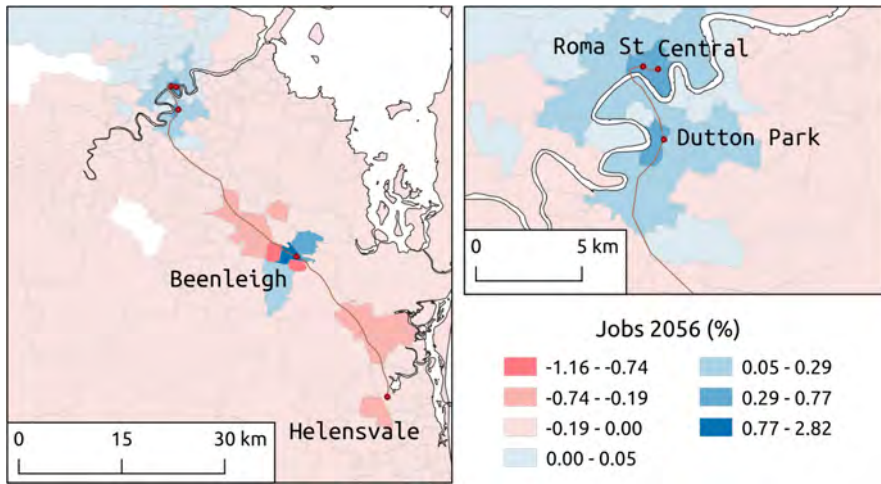 Beenleigh
Helensvale
0 15 30 km
Roma St Central
Dutton Park
0 5 km
Jobs 2056 (%)
-1.16 - -0.74
-0.74 - -0.19
-0.19 - 0.00
0.00 - 0.05
0.05 - 0.29
0.29 - 0.77
0.77 - 2.82